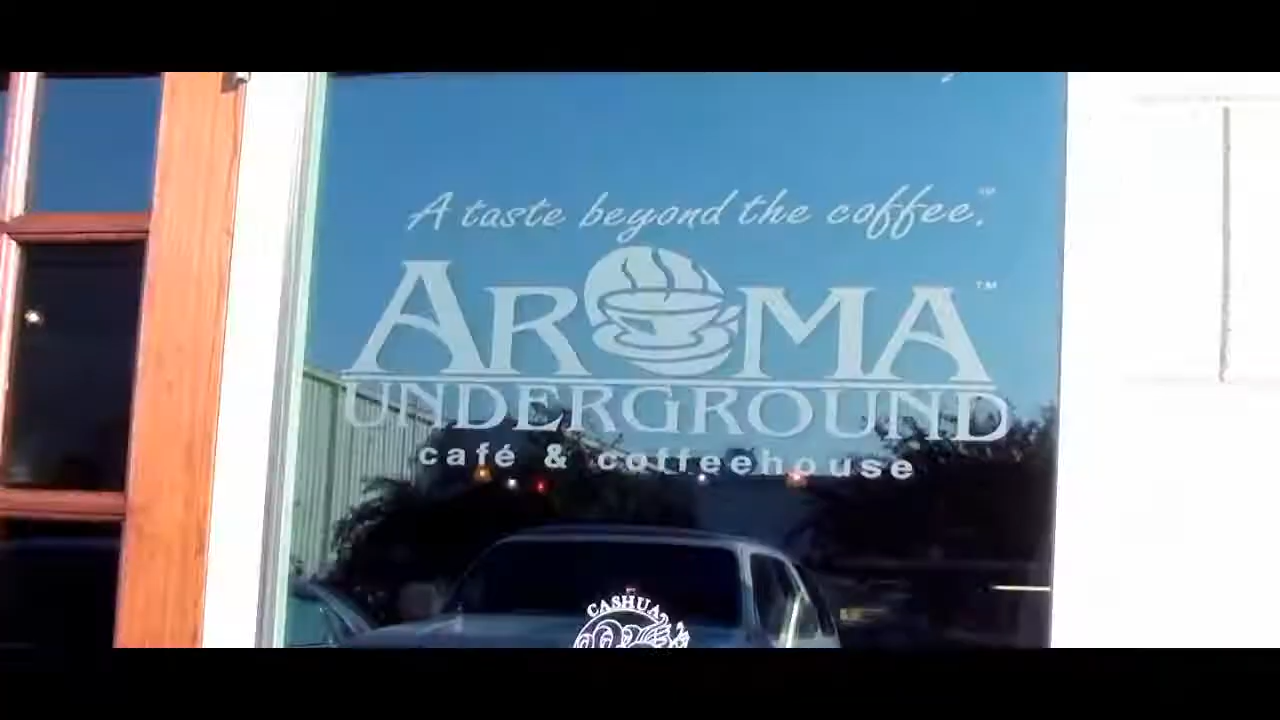 A taste beyond the coffee.™
AROMA™
UNDERGROUND
café & coffeehouse
CASHUA